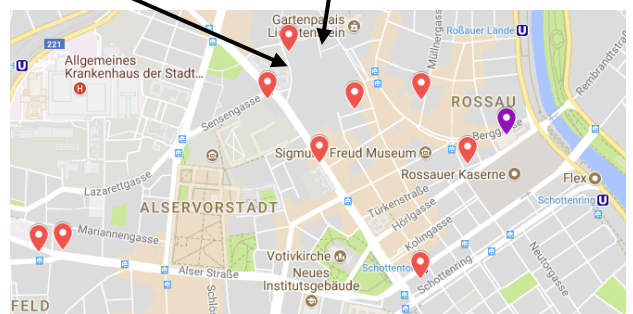 Gartenpalais
Liechtenstein
Roßauer Lände
221
Allgemeines
Krankenhaus der Stadt...
Müllnergasse
Rembrandtstraß
Sensengasse
ROSSAU
Berggasse
Sigmund Freud Museum
Roßauer Kaserne
Flex
Lazarettgasse
Türkenstraße
Schottenring
ALSERVORSTADT
Hörlgasse
Mariannengasse
Kolingasse
Votivkirche
Schottentor
Neutorgasse
Alser Straße
Neues
Institutsgebäude
Schottenring
Schlös
FELD